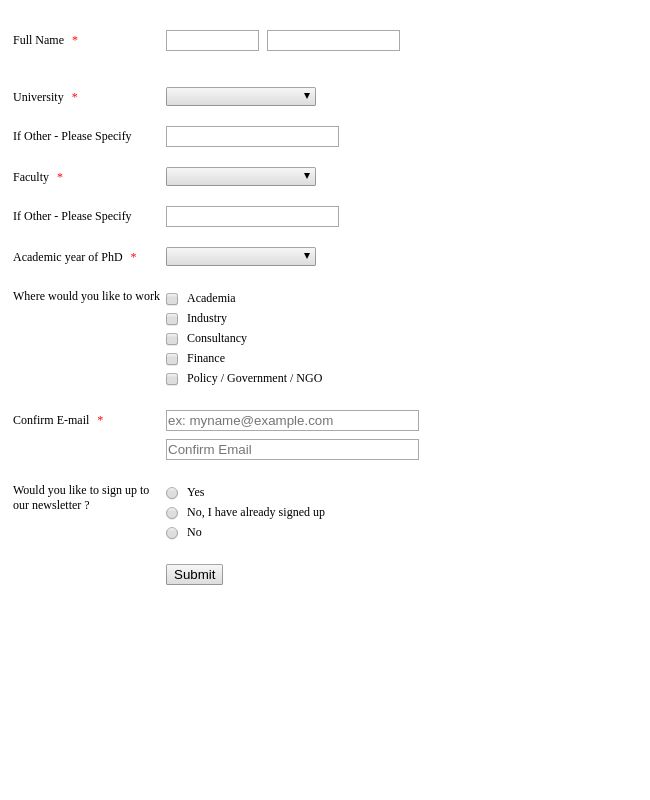 Full Name *
University *
If Other - Please Specify
Faculty *
If Other - Please Specify
Academic year of PhD *
Where would you like to work
Academia
Industry
Consultancy
Finance
Policy / Government / NGO
Confirm E-mail *
ex: myname@example.com
Confirm Email
Would you like to sign up to
our newsletter ?
Yes
No, I have already signed up
No
Submit